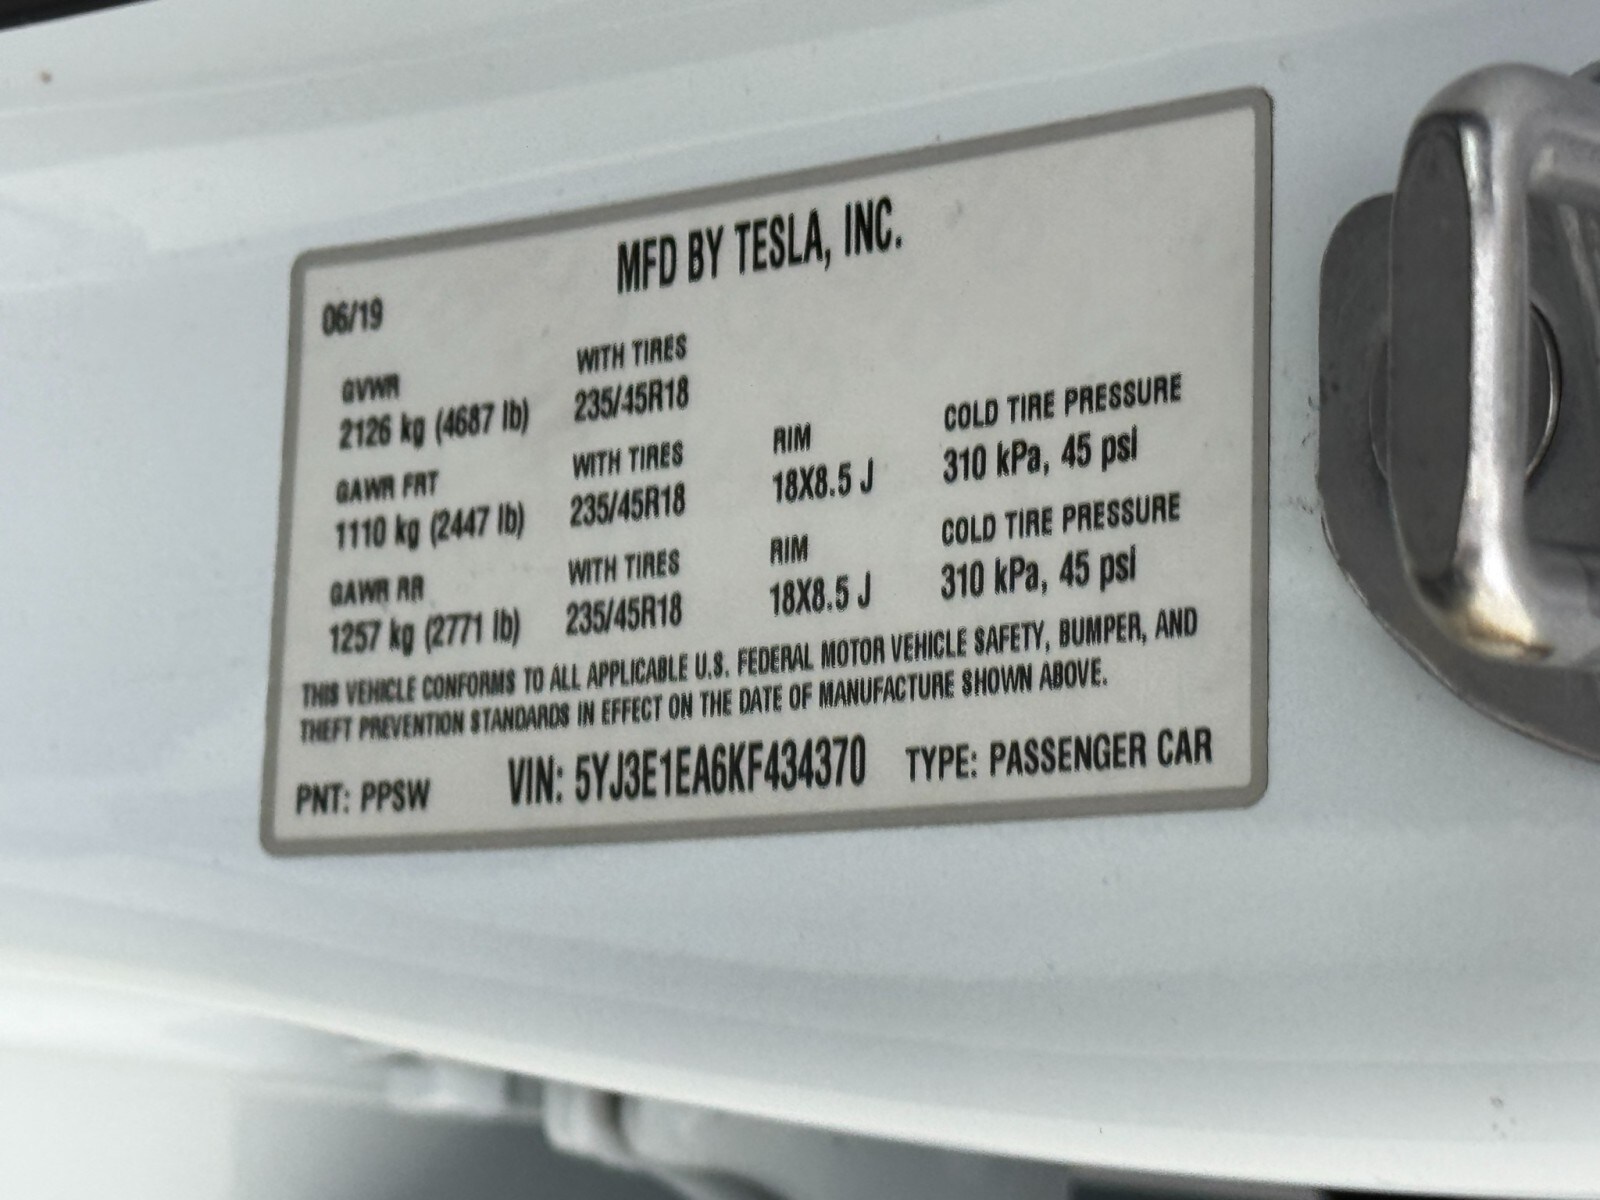 MFD BY TESLA, INC.
06/19
GVWR WITH TIRES
2126 kg (4687 lb) 235/45R18
GAWR FRT WITH TIRES RIM COLD TIRE PRESSURE
1110 kg (2447 lb) 235/45R18 18X8.5 J 310 kPa, 45 psi
GAWR RR WITH TIRES RIM COLD TIRE PRESSURE
1257 kg (2771 lb) 235/45R18 18X8.5 J 310 kPa, 45 psi
THIS VEHICLE CONFORMS TO ALL APPLICABLE U.S. FEDERAL MOTOR VEHICLE SAFETY, BUMPER, AND
THEFT PREVENTION STANDARDS IN EFFECT ON THE DATE OF MANUFACTURE SHOWN ABOVE.
PNT: PPSW VIN: 5YJ3E1EA6KF434370 TYPE: PASSENGER CAR